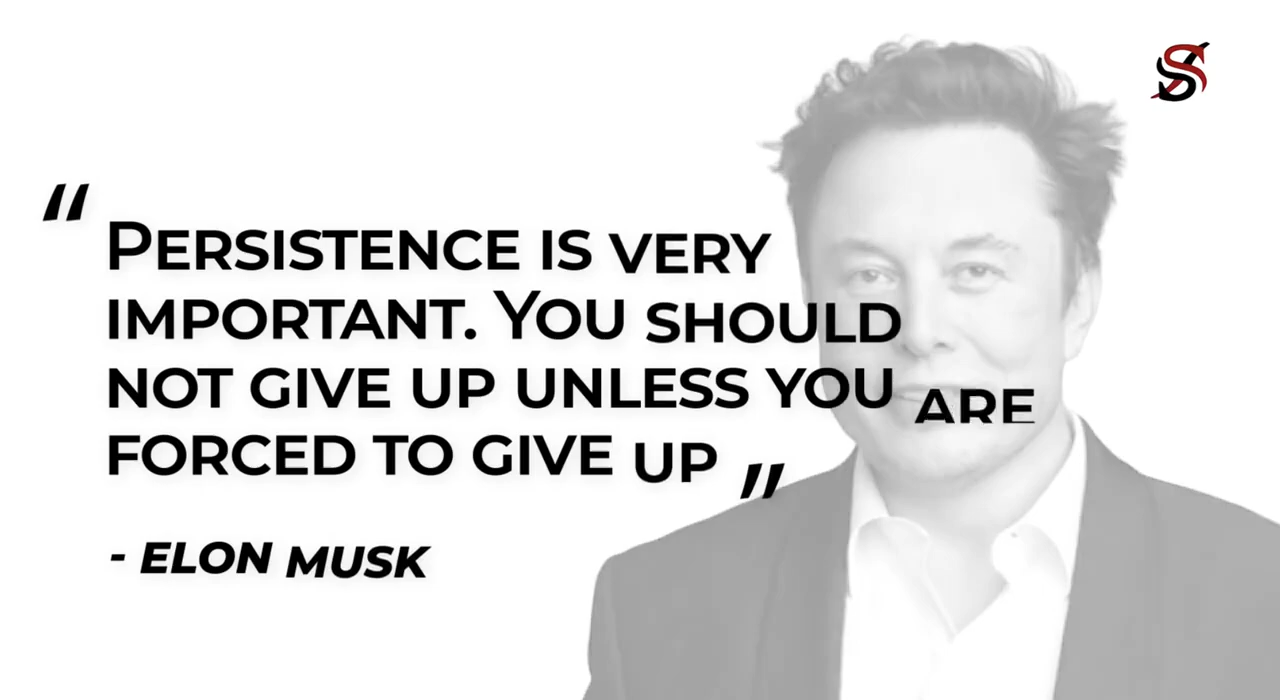 “ PERSISTENCE IS VERY
IMPORTANT. YOU SHOULD
NOT GIVE UP UNLESS YOU ARE
FORCED TO GIVE UP ”
- ELON MUSK